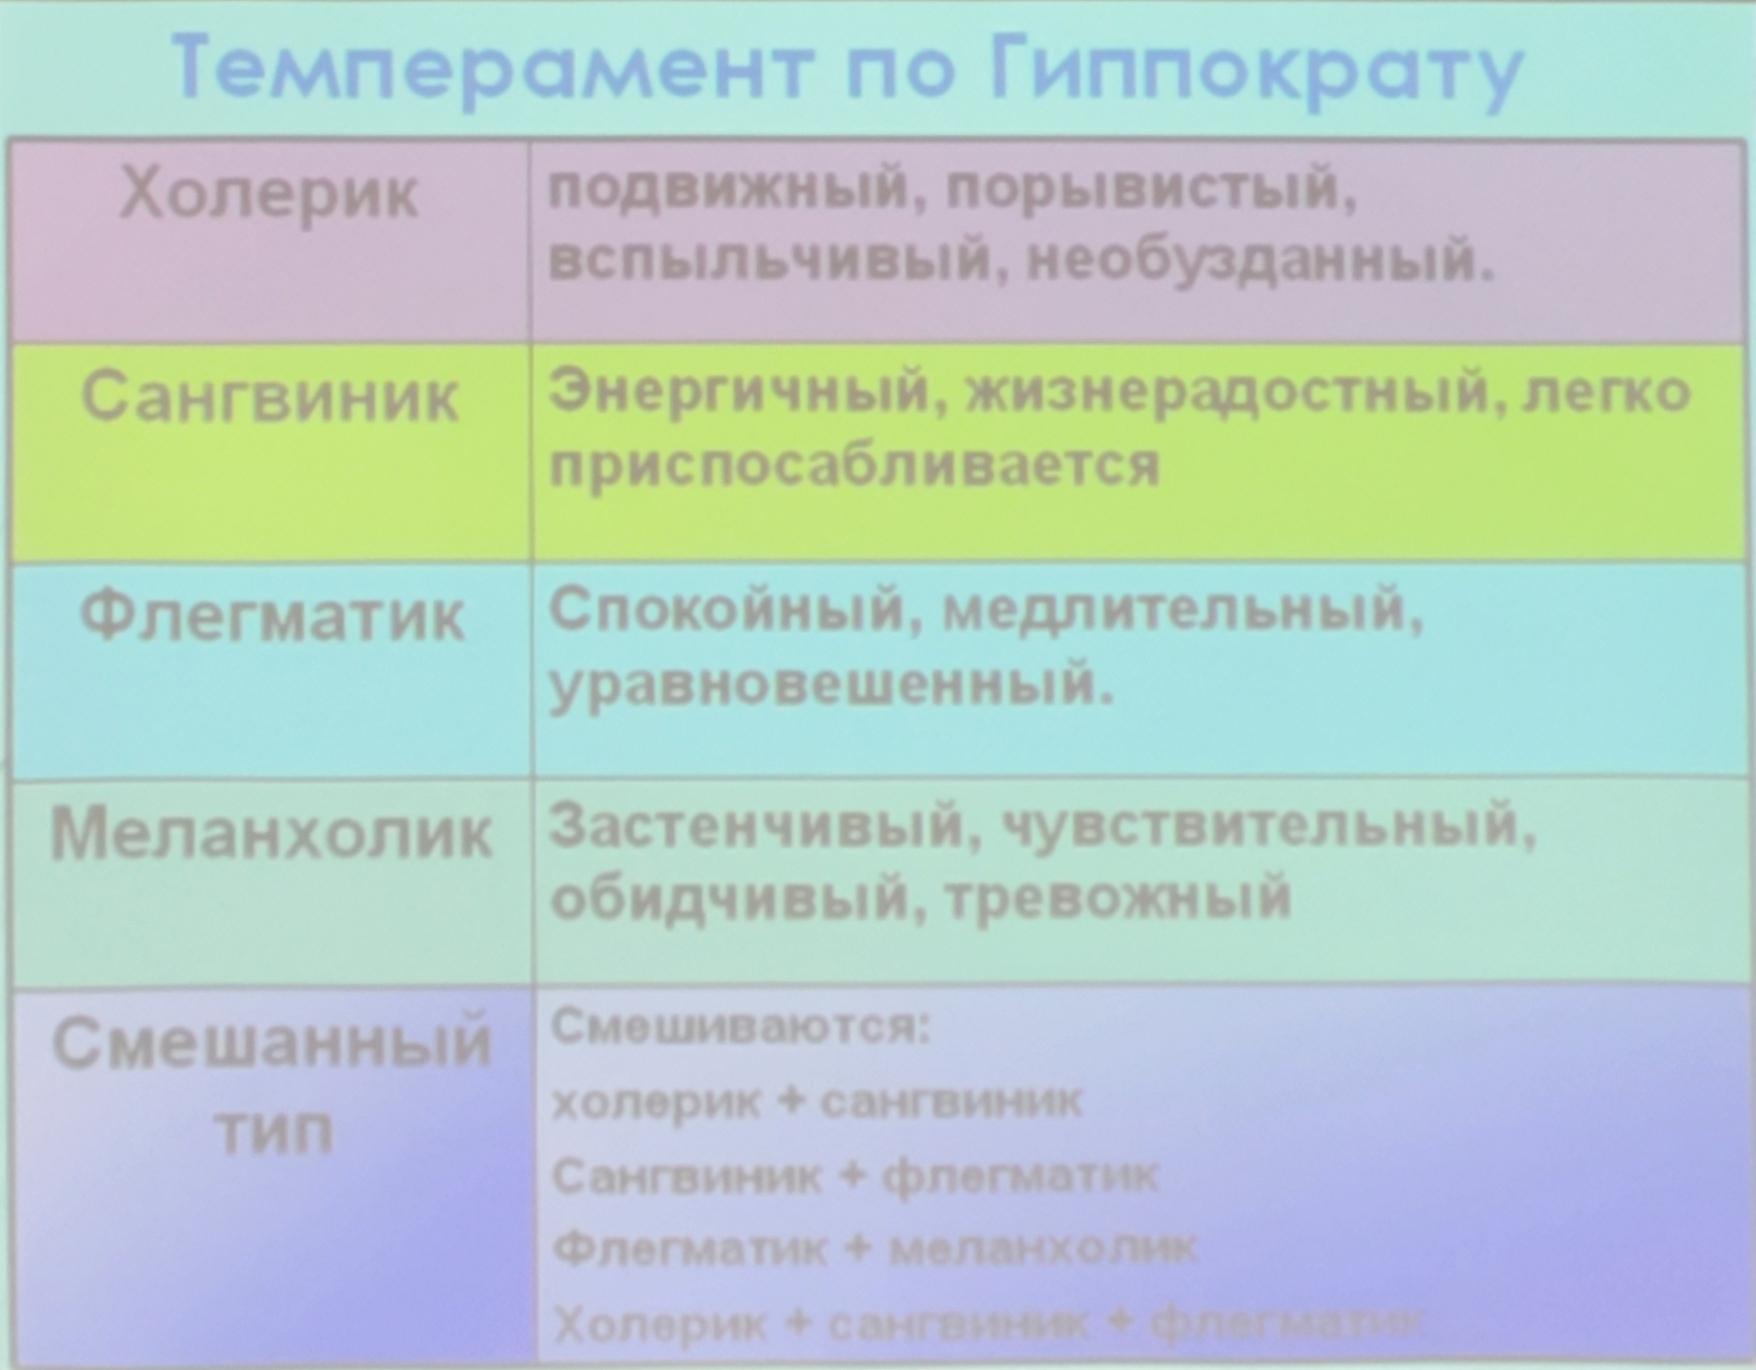 Темперамент по Гиппократу
Холерик
подвижный, порывистый,
вспыльчивый, необузданный.
Сангвиник
Энергичный, жизнерадостный, легко
приспосабливается
Флегматик
Спокойный, медлительный,
уравновешенный.
Меланхолик
Застенчивый, чувствительный,
обидчивый, тревожный
Смешанный
тип
Смешиваются:
холерик + сангвиник
Сангвиник + флегматик
Флегматик + меланхолик
Холерик + сангвиник + флегматик